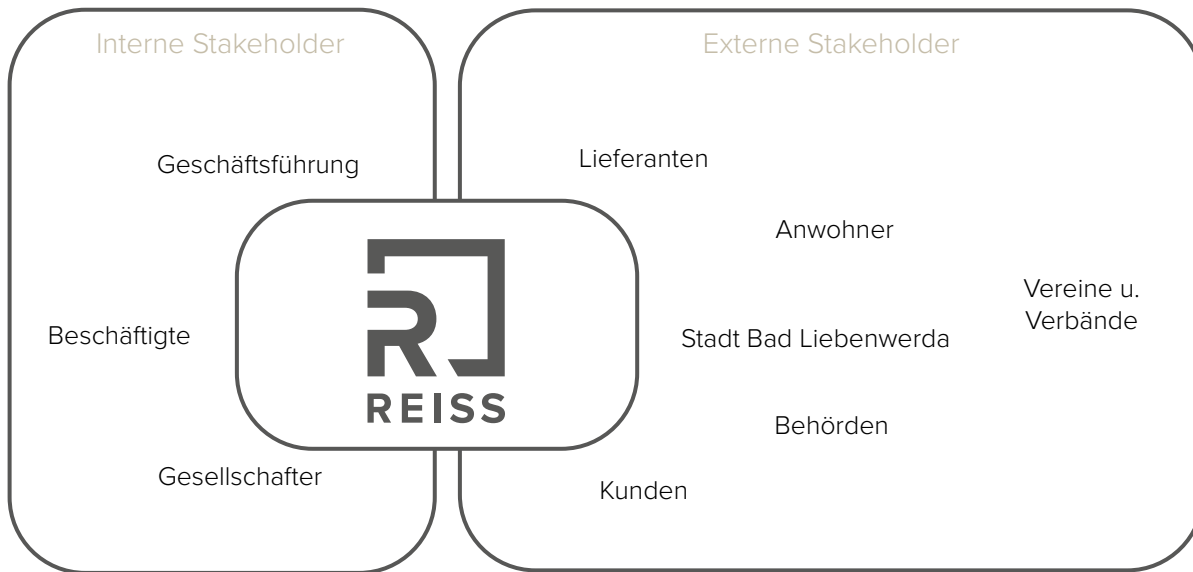 Interne Stakeholder
Geschäftsführung
Beschäftigte
Gesellschafter
REISS
Externe Stakeholder
Lieferanten
Anwohner
Vereine u.
Verbände
Stadt Bad Liebenwerda
Behörden
Kunden